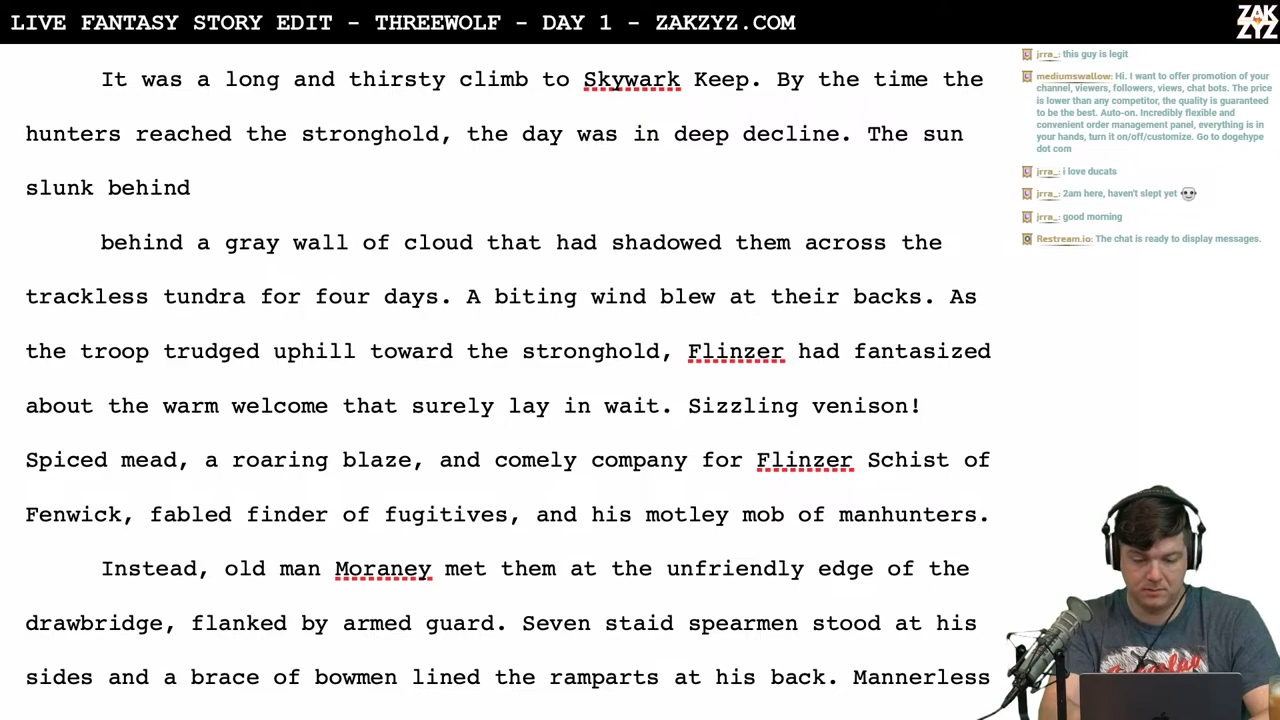 LIVE FANTASY STORY EDIT - THREEWOLF - DAY 1 - ZAKZYZ.COM
ZAK
ZYZ
It was a long and thirsty climb to Skywark Keep. By the time the
hunters reached the stronghold, the day was in deep decline. The sun
slunk behind
behind a gray wall of cloud that had shadowed them across the
trackless tundra for four days. A biting wind blew at their backs. As
the troop trudged uphill toward the stronghold, Flinzer had fantasized
about the warm welcome that surely lay in wait. Sizzling venison!
Spiced mead, a roaring blaze, and comely company for Flinzer Schist of
Fenwick, fabled finder of fugitives, and his motley mob of manhunters.
Instead, old man Moraney met them at the unfriendly edge of the
drawbridge, flanked by armed guard. Seven staid spearmen stood at his
sides and a brace of bowmen lined the ramparts at his back. Mannerless
jrra_: this guy is legit
mediumswallow: Hi. I want to offer promotion of your
channel, viewers, followers, views, chat bots. The price
is lower than any competitor, the quality is guaranteed
to be the best. Auto-on. Incredibly flexible and
convenient order management panel, everything is in
your hands, turn it on/off/customize. Go to dogehype
dot com
jrra_: i love ducats
jrra_: 2am here, haven't slept yet
jrra_: good morning
Restream.io: The chat is ready to display messages.